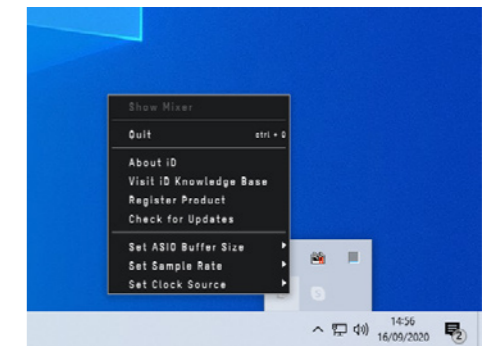 Show Mixer
Quit ctrl + Q
About iD
Visit iD Knowledge Base
Register Product
Check for Updates
Set ASIO Buffer Size
Set Sample Rate
Set Clock Source
14:56
16/09/2020
2